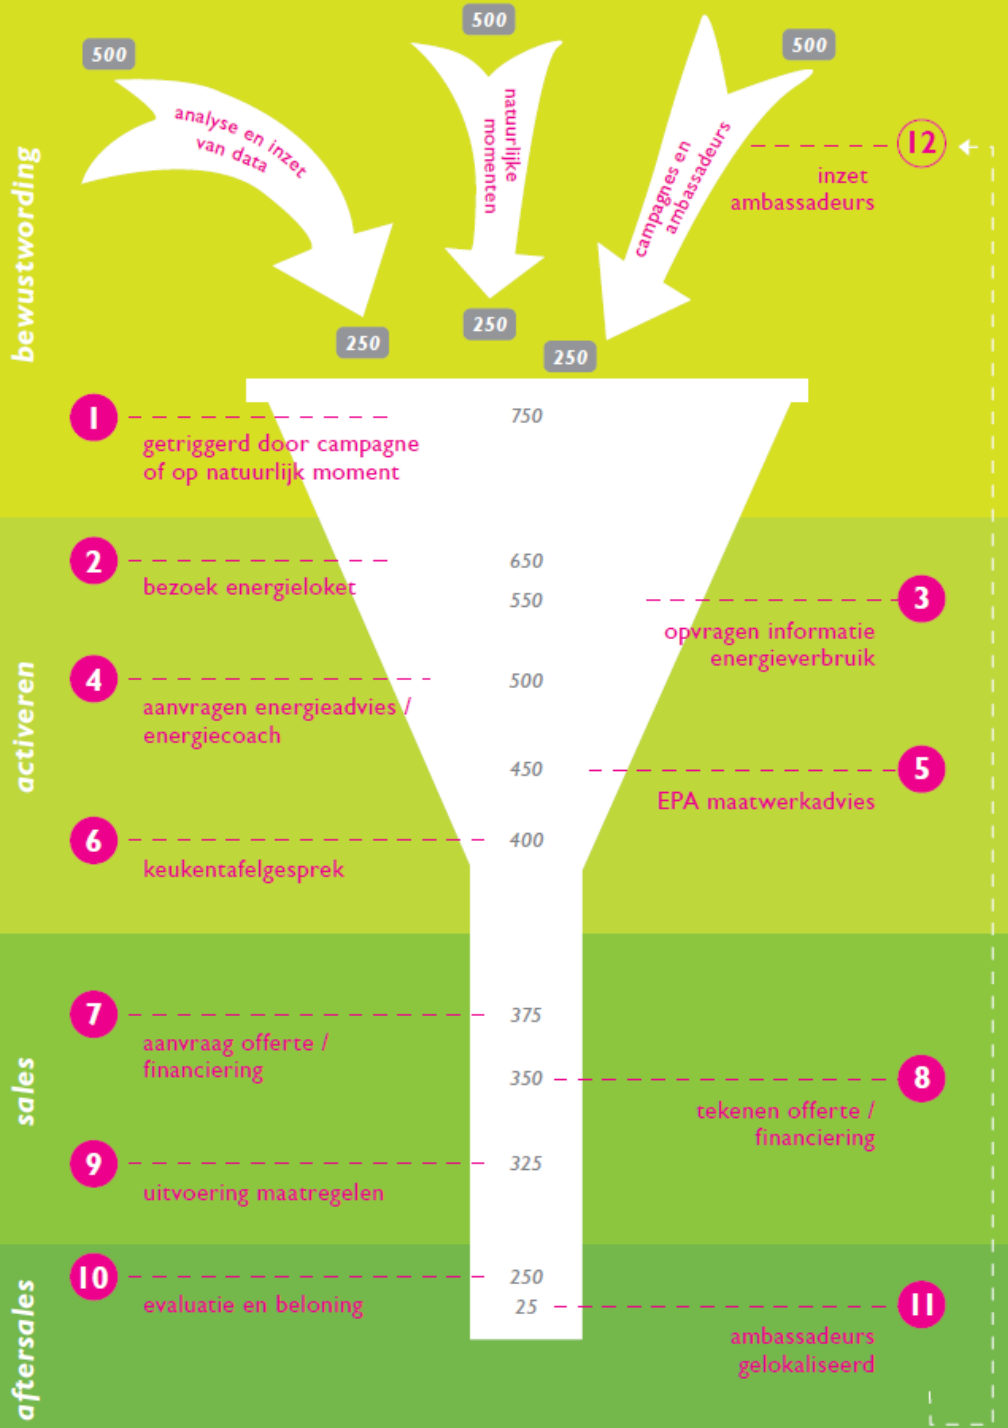 500
500
500
analyse en inzet
van data
natuurlijke
momenten
campagnes en
ambassadeurs
12
inzet
ambassadeurs
bewustwording
250
250
250
1
750
getriggerd door campagne
of op natuurlijk moment
activeren
2
650
bezoek energieloket
550
3
opvragen informatie
energieverbruik
4
500
aanvragen energieadvies /
energiecoach
450
5
EPA maatwerkadvies
6
400
keukentafelgesprek
sales
7
375
aanvraag offerte /
financiering
350
8
tekenen offerte /
financiering
9
325
uitvoering maatregelen
aftersales
10
250
evaluatie en beloning
25
11
ambassadeurs
gelokaliseerd